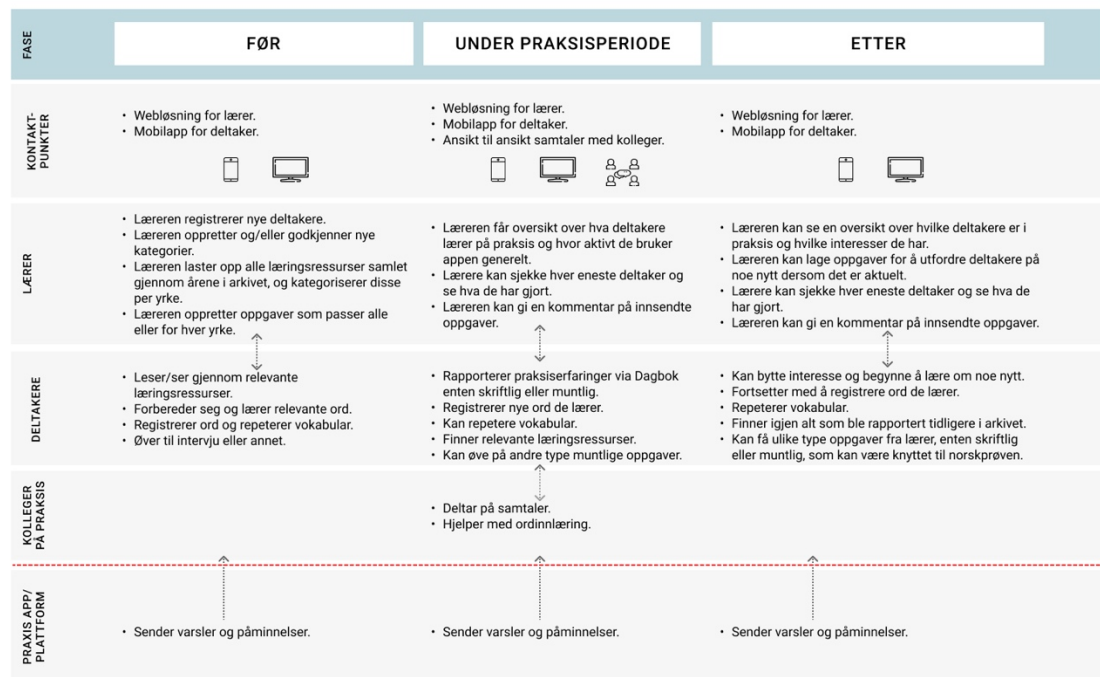 FASE
FØR
UNDER PRAKSISPERIODE
ETTER
KONTAKT-
PUNKTER
• Webløsning for lærer.
• Mobilapp for deltaker.
• Webløsning for lærer.
• Mobilapp for deltaker.
• Ansikt til ansikt samtaler med kolleger.
• Webløsning for lærer.
• Mobilapp for deltaker.
LÆRER
• Læreren registrerer nye deltakere.
• Læreren oppretter og/eller godkjenner nye
kategorier.
• Læreren laster opp alle læringsressurser samlet
gjennom årene i arkivet, og kategoriserer disse
per yrke.
• Læreren oppretter oppgaver som passer alle
eller for hver yrke.
• Læreren får oversikt over hva deltakere
lærer på praksis og hvor aktivt de bruker
appen generelt.
• Lærere kan sjekke hver eneste deltaker og
se hva de har gjort.
• Læreren kan gi en kommentar på innsendte
oppgaver.
• Læreren kan se en oversikt over hvilke deltakere er i
praksis og hvilke interesser de har.
• Læreren kan lage oppgaver for å utfordre deltakere på
noe nytt dersom det er aktuelt.
• Lærere kan sjekke hver eneste deltaker og se hva de
har gjort.
• Læreren kan gi en kommentar på innsendte oppgaver.
DELTAKERE
• Leser/ser gjennom relevante
læringsressurser.
• Forbereder seg og lærer relevante ord.
• Registrerer ord og repeterer vokabular.
• Øver til intervju eller annet.
• Rapporterer praksiserfaringer via Dagbok
enten skriftlig eller muntlig.
• Registrerer nye ord de lærer.
• Kan repetere vokabular.
• Finner relevante læringsressurser.
• Kan øve på andre type muntlige oppgaver.
• Kan bytte interesse og begynne å lære om noe nytt.
• Fortsetter med å registrere ord de lærer.
• Repeterer vokabular.
• Finner igjen alt som ble rapportert tidligere i arkivet.
• Kan få ulike type oppgaver fra lærer, enten skriftlig
eller muntlig, som kan være knyttet til norskprøven.
KOLLEGER
PÅ PRAKSIS
• Deltar på samtaler.
• Hjelper med ordinnlæring.
PRAXIS APP/
PLATTFORM
• Sender varsler og påminnelser.
• Sender varsler og påminnelser.
• Sender varsler og påminnelser.